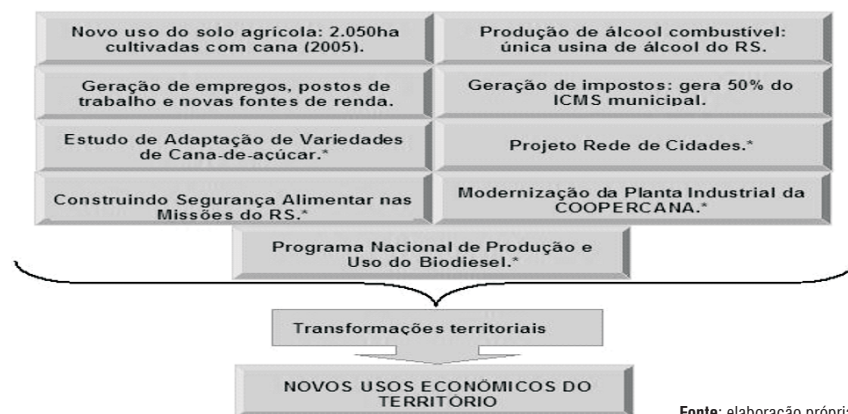 Novo uso do solo agrícola: 2.050ha
cultivadas com cana (2005).
Produção de álcool combustível:
única usina de álcool do RS.
Geração de empregos, postos de
trabalho e novas fontes de renda.
Geração de impostos: gera 50% do
ICMS municipal.
Estudo de Adaptação de Variedades
de Cana-de-açúcar.*
Projeto Rede de Cidades.*
Construindo Segurança Alimentar nas
Missões do RS.*
Modernização da Planta Industrial da
COOPERCANA.*
Programa Nacional de Produção e
Uso do Biodiesel.*
Transformações territoriais
NOVOS USOS ECONÔMICOS DO
TERRITÓRIO
Fonte: elaboração própria